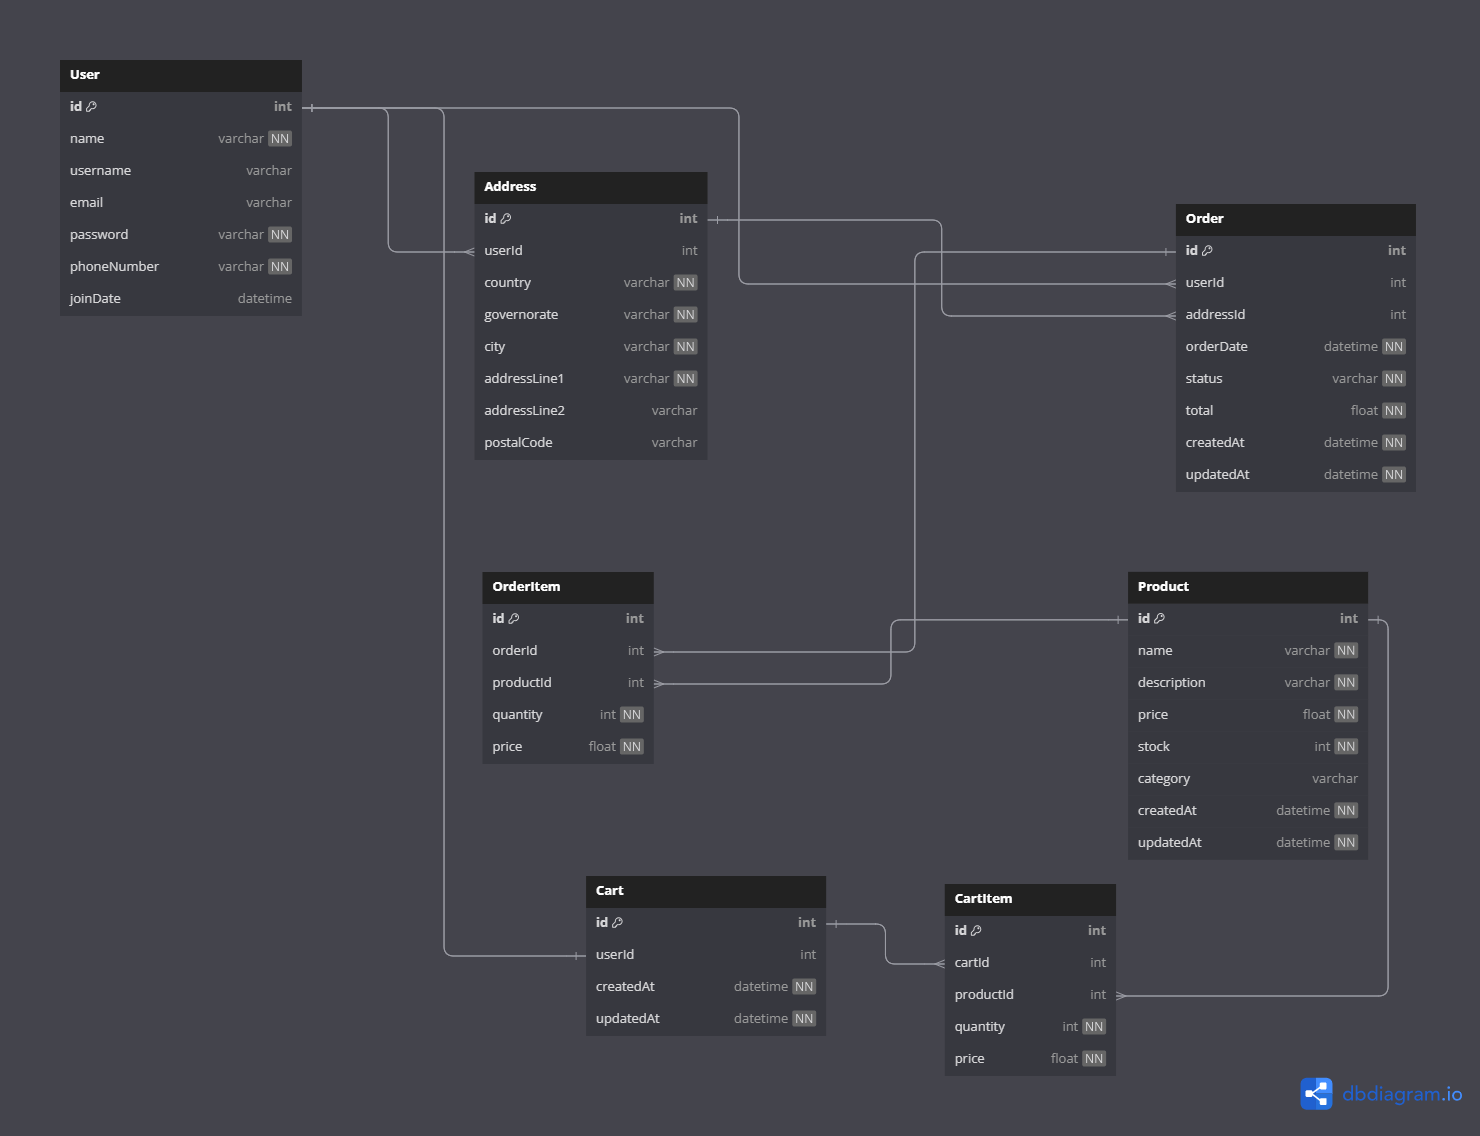 User
id int
name varchar NN
username varchar
email varchar
password varchar NN
phoneNumber varchar NN
joinDate datetime
Address
id int
userId int
country varchar NN
governorate varchar NN
city varchar NN
addressLine1 varchar NN
addressLine2 varchar
postalCode varchar
Order
id int
userId int
addressId int
orderDate datetime NN
status varchar NN
total float NN
createdAt datetime NN
updatedAt datetime NN
OrderItem
id int
orderId int
productId int
quantity int NN
price float NN
Product
id int
name varchar NN
description varchar NN
price float NN
stock int NN
category varchar
createdAt datetime NN
updatedAt datetime NN
Cart
id int
userId int
createdAt datetime NN
updatedAt datetime NN
CartItem
id int
cartId int
productId int
quantity int NN
price float NN
dbdiagram.io